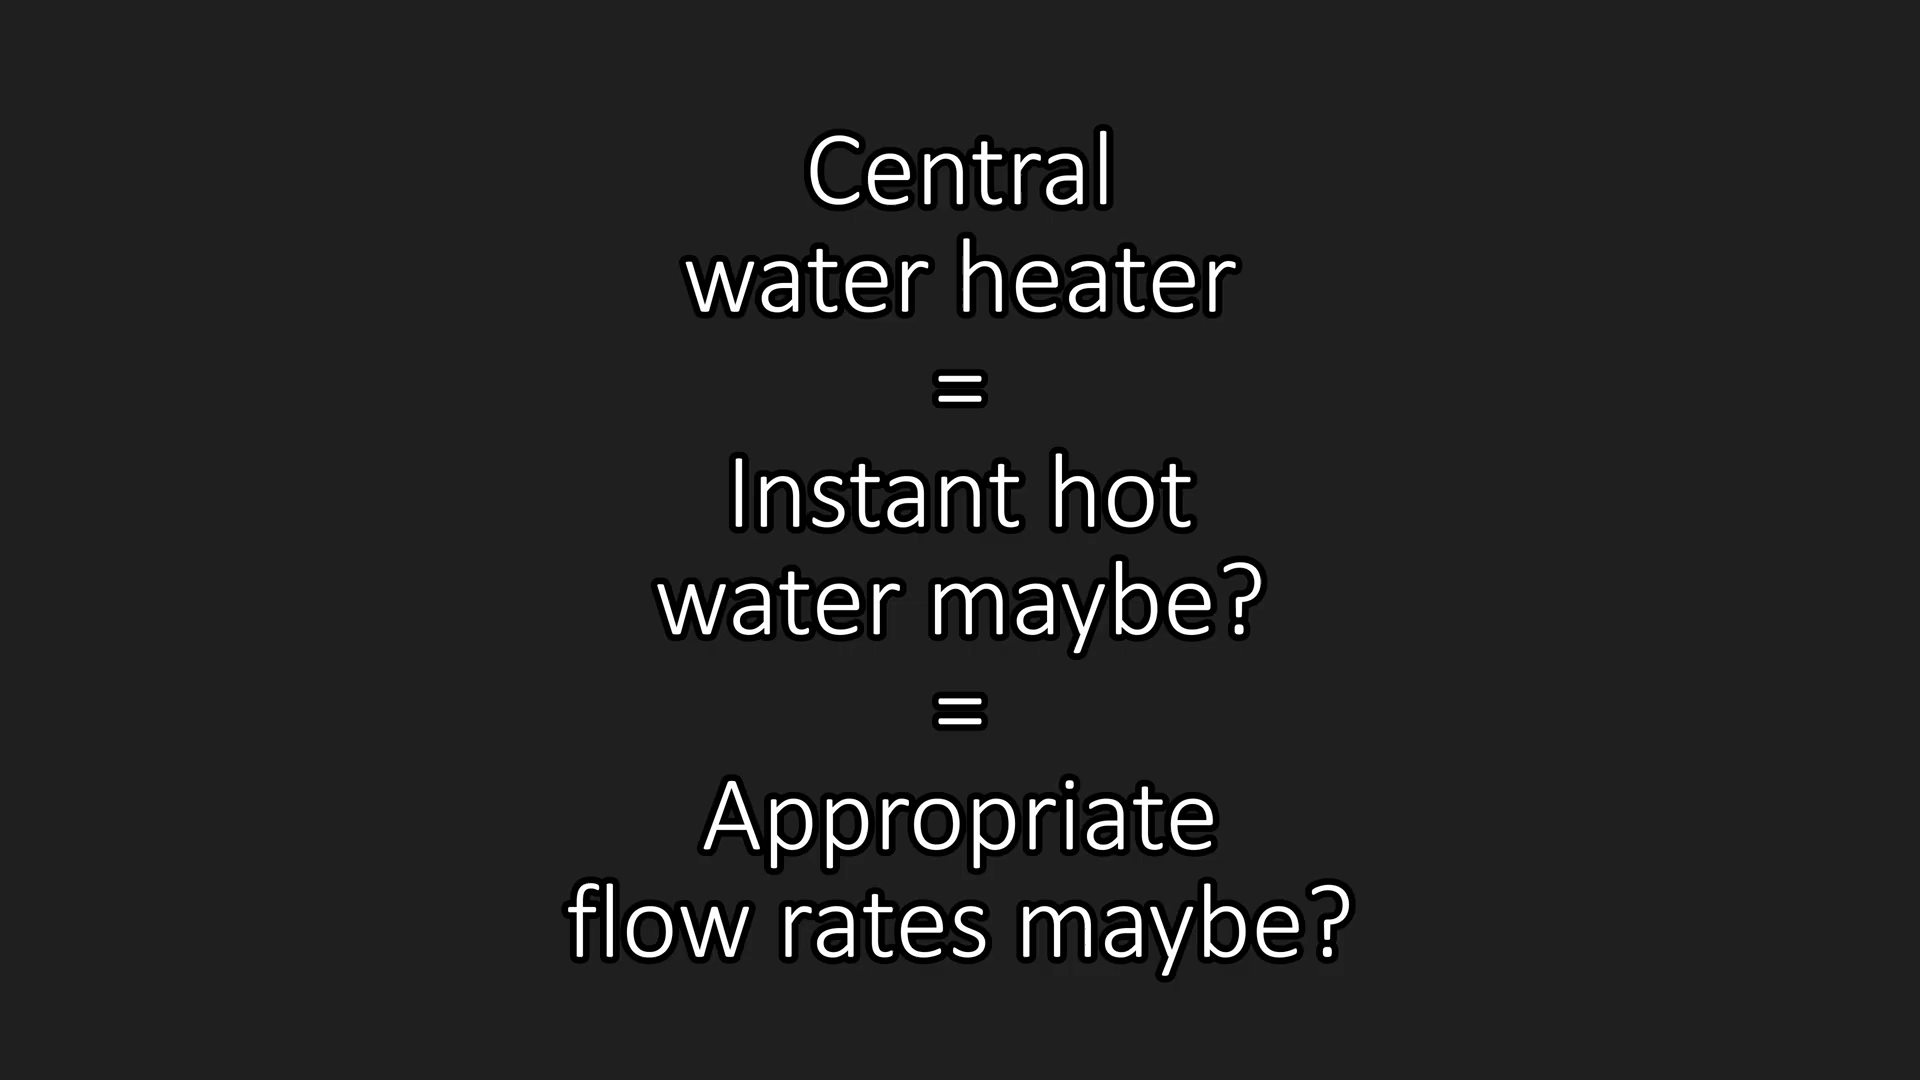 Central
water heater
=
Instant hot
water maybe?
=
Appropriate
flow rates maybe?